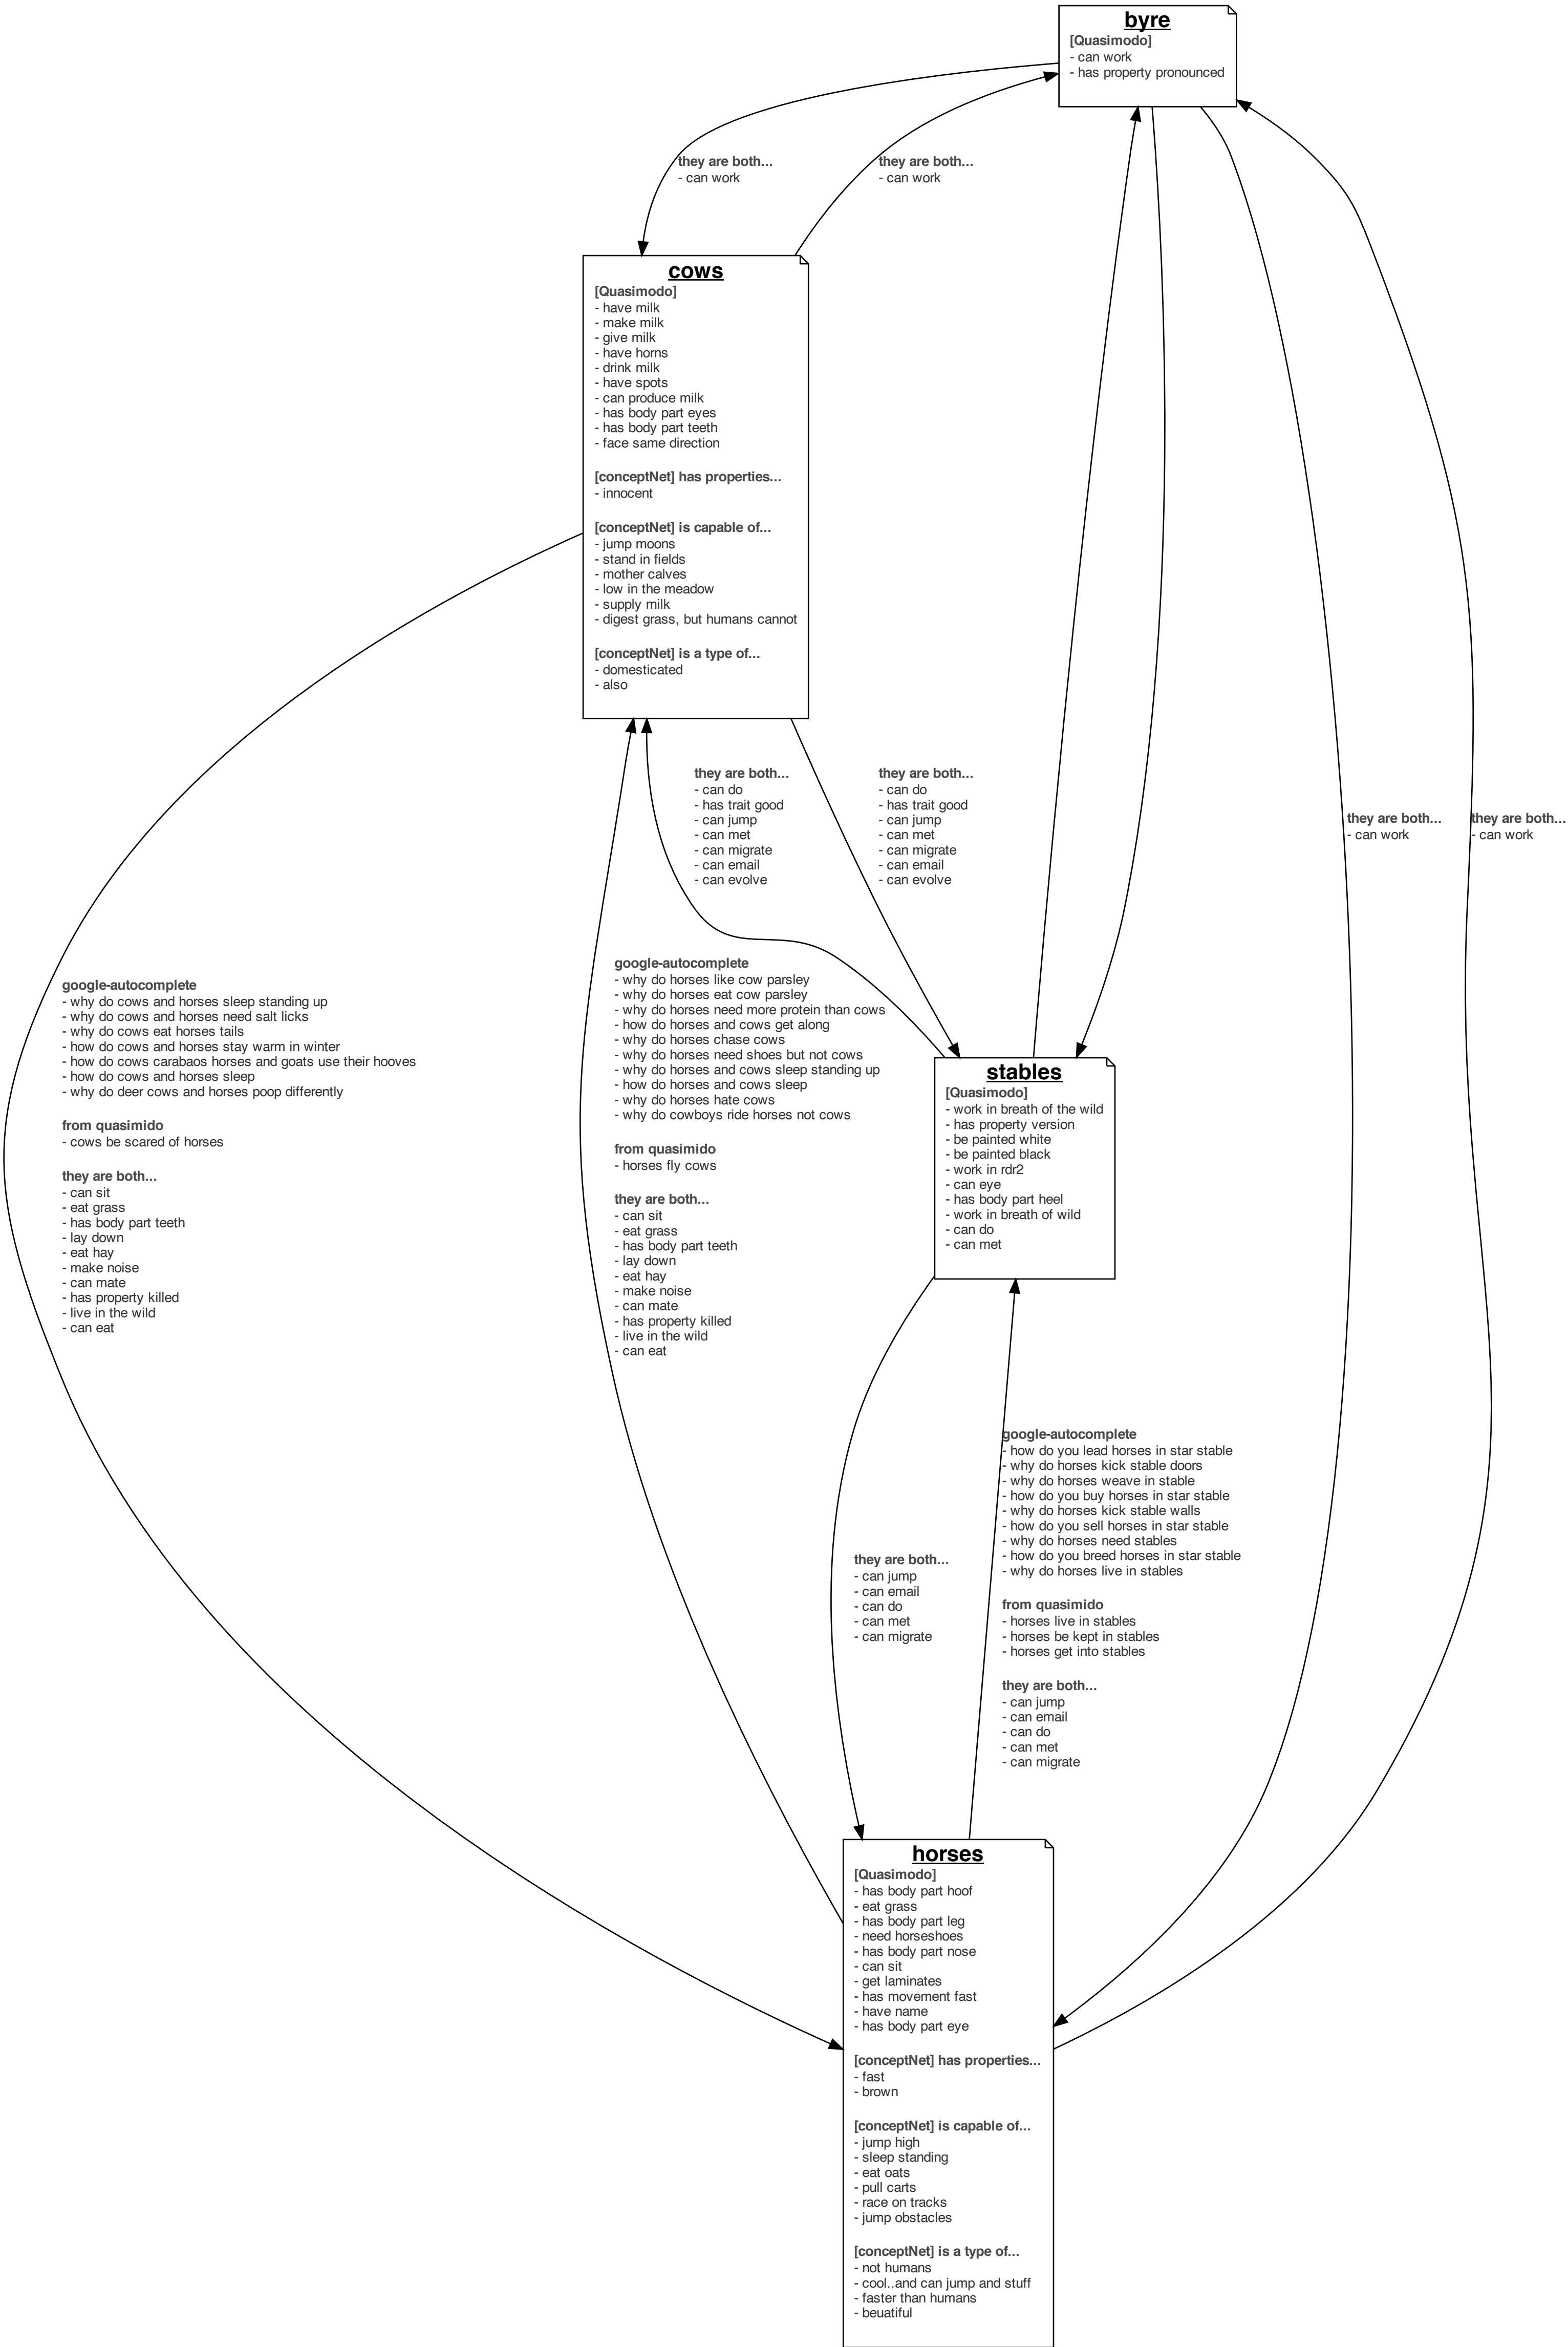 byre
[Quasimodo]
- can work
- has property pronounced
they are both...
- can work
they are both...
- can work
cows
[Quasimodo]
- have milk
- make milk
- give milk
- have horns
- drink milk
- have spots
- can produce milk
- has body part eyes
- has body part teeth
- face same direction
[conceptNet] has properties...
- innocent
[conceptNet] is capable of...
- jump moons
- stand in fields
- mother calves
- low in the meadow
- supply milk
- digest grass, but humans cannot
[conceptNet] is a type of...
- domesticated
- also
they are both...
- can do
- has trait good
- can jump
- can met
- can migrate
- can email
- can evolve
they are both...
- can do
- has trait good
- can jump
- can met
- can migrate
- can email
- can evolve
they are both...
- can work
they are both...
- can work
google-autocomplete
- why do cows and horses sleep standing up
- why do cows and horses need salt licks
- why do cows eat horses tails
- how do cows and horses stay warm in winter
- how do cows carabaos horses and goats use their hooves
- how do cows and horses sleep
- why do deer cows and horses poop differently
from quasimido
- cows be scared of horses
they are both...
- can sit
- eat grass
- has body part teeth
- lay down
- eat hay
- make noise
- can mate
- has property killed
- live in the wild
- can eat
google-autocomplete
- why do horses like cow parsley
- why do horses eat cow parsley
- why do horses need more protein than cows
- how do horses and cows get along
- why do horses chase cows
- why do horses need shoes but not cows
- why do horses and cows sleep standing up
- how do horses and cows sleep
- why do horses hate cows
- why do cowboys ride horses not cows
from quasimido
- horses fly cows
they are both...
- can sit
- eat grass
- has body part teeth
- lay down
- eat hay
- make noise
- can mate
- has property killed
- live in the wild
- can eat
stables
[Quasimodo]
- work in breath of the wild
- has property version
- be painted white
- be painted black
- work in rdr2
- can eye
- has body part heel
- work in breath of wild
- can do
- can met
they are both...
- can jump
- can email
- can do
- can met
- can migrate
google-autocomplete
- how do you lead horses in star stable
- why do horses kick stable doors
- why do horses weave in stable
- how do you buy horses in star stable
- why do horses kick stable walls
- how do you sell horses in star stable
- why do horses need stables
- how do you breed horses in star stable
- why do horses live in stables
from quasimido
- horses live in stables
- horses be kept in stables
- horses get into stables
they are both...
- can jump
- can email
- can do
- can met
- can migrate
horses
[Quasimodo]
- has body part hoof
- eat grass
- has body part leg
- need horseshoes
- has body part nose
- can sit
- get laminates
- has movement fast
- have name
- has body part eye
[conceptNet] has properties...
- fast
- brown
[conceptNet] is capable of...
- jump high
- sleep standing
- eat oats
- pull carts
- race on tracks
- jump obstacles
[conceptNet] is a type of...
- not humans
- cool..and can jump and stuff
- faster than humans
- beuatiful